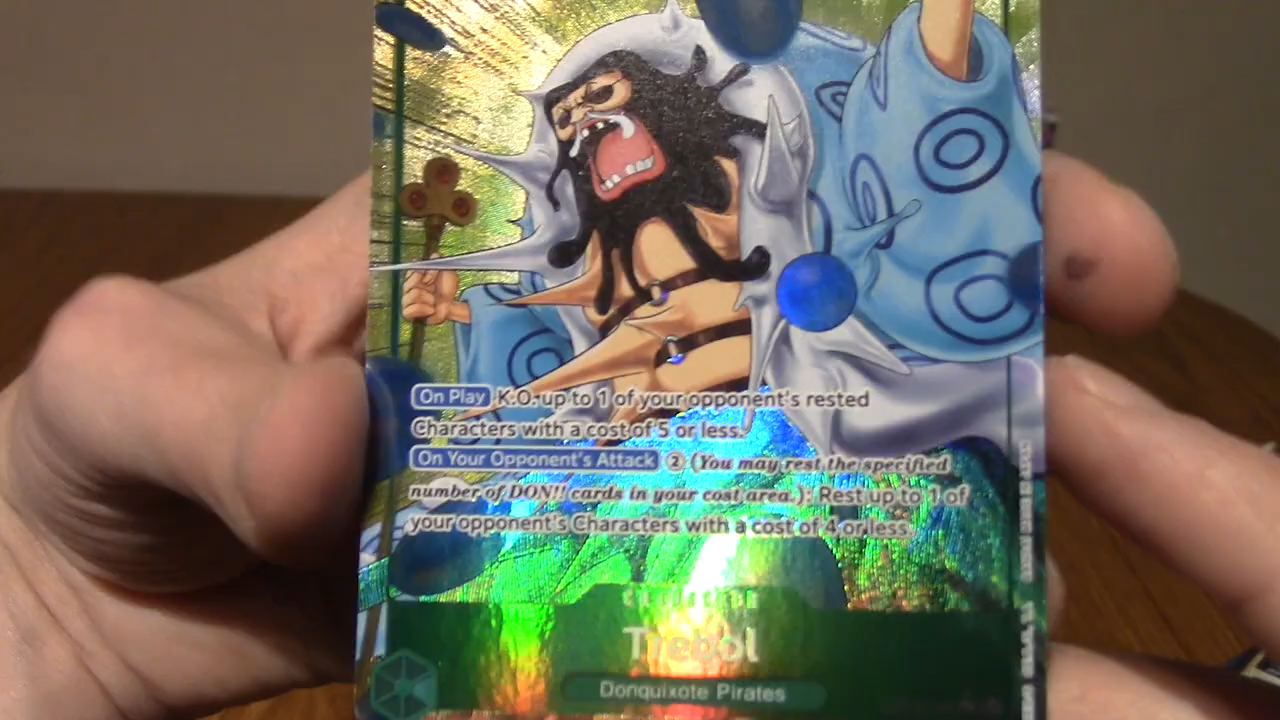 On Play K.O. up to 1 of your opponent's rested
Characters with a cost of 5 or less.
On Your Opponent's Attack ② (You may rest the specified
number of DON!! cards in your cost area.): Rest up to 1 of
your opponent's Characters with a cost of 4 or less.
CHARACTER
Trebol
Donquixote Pirates